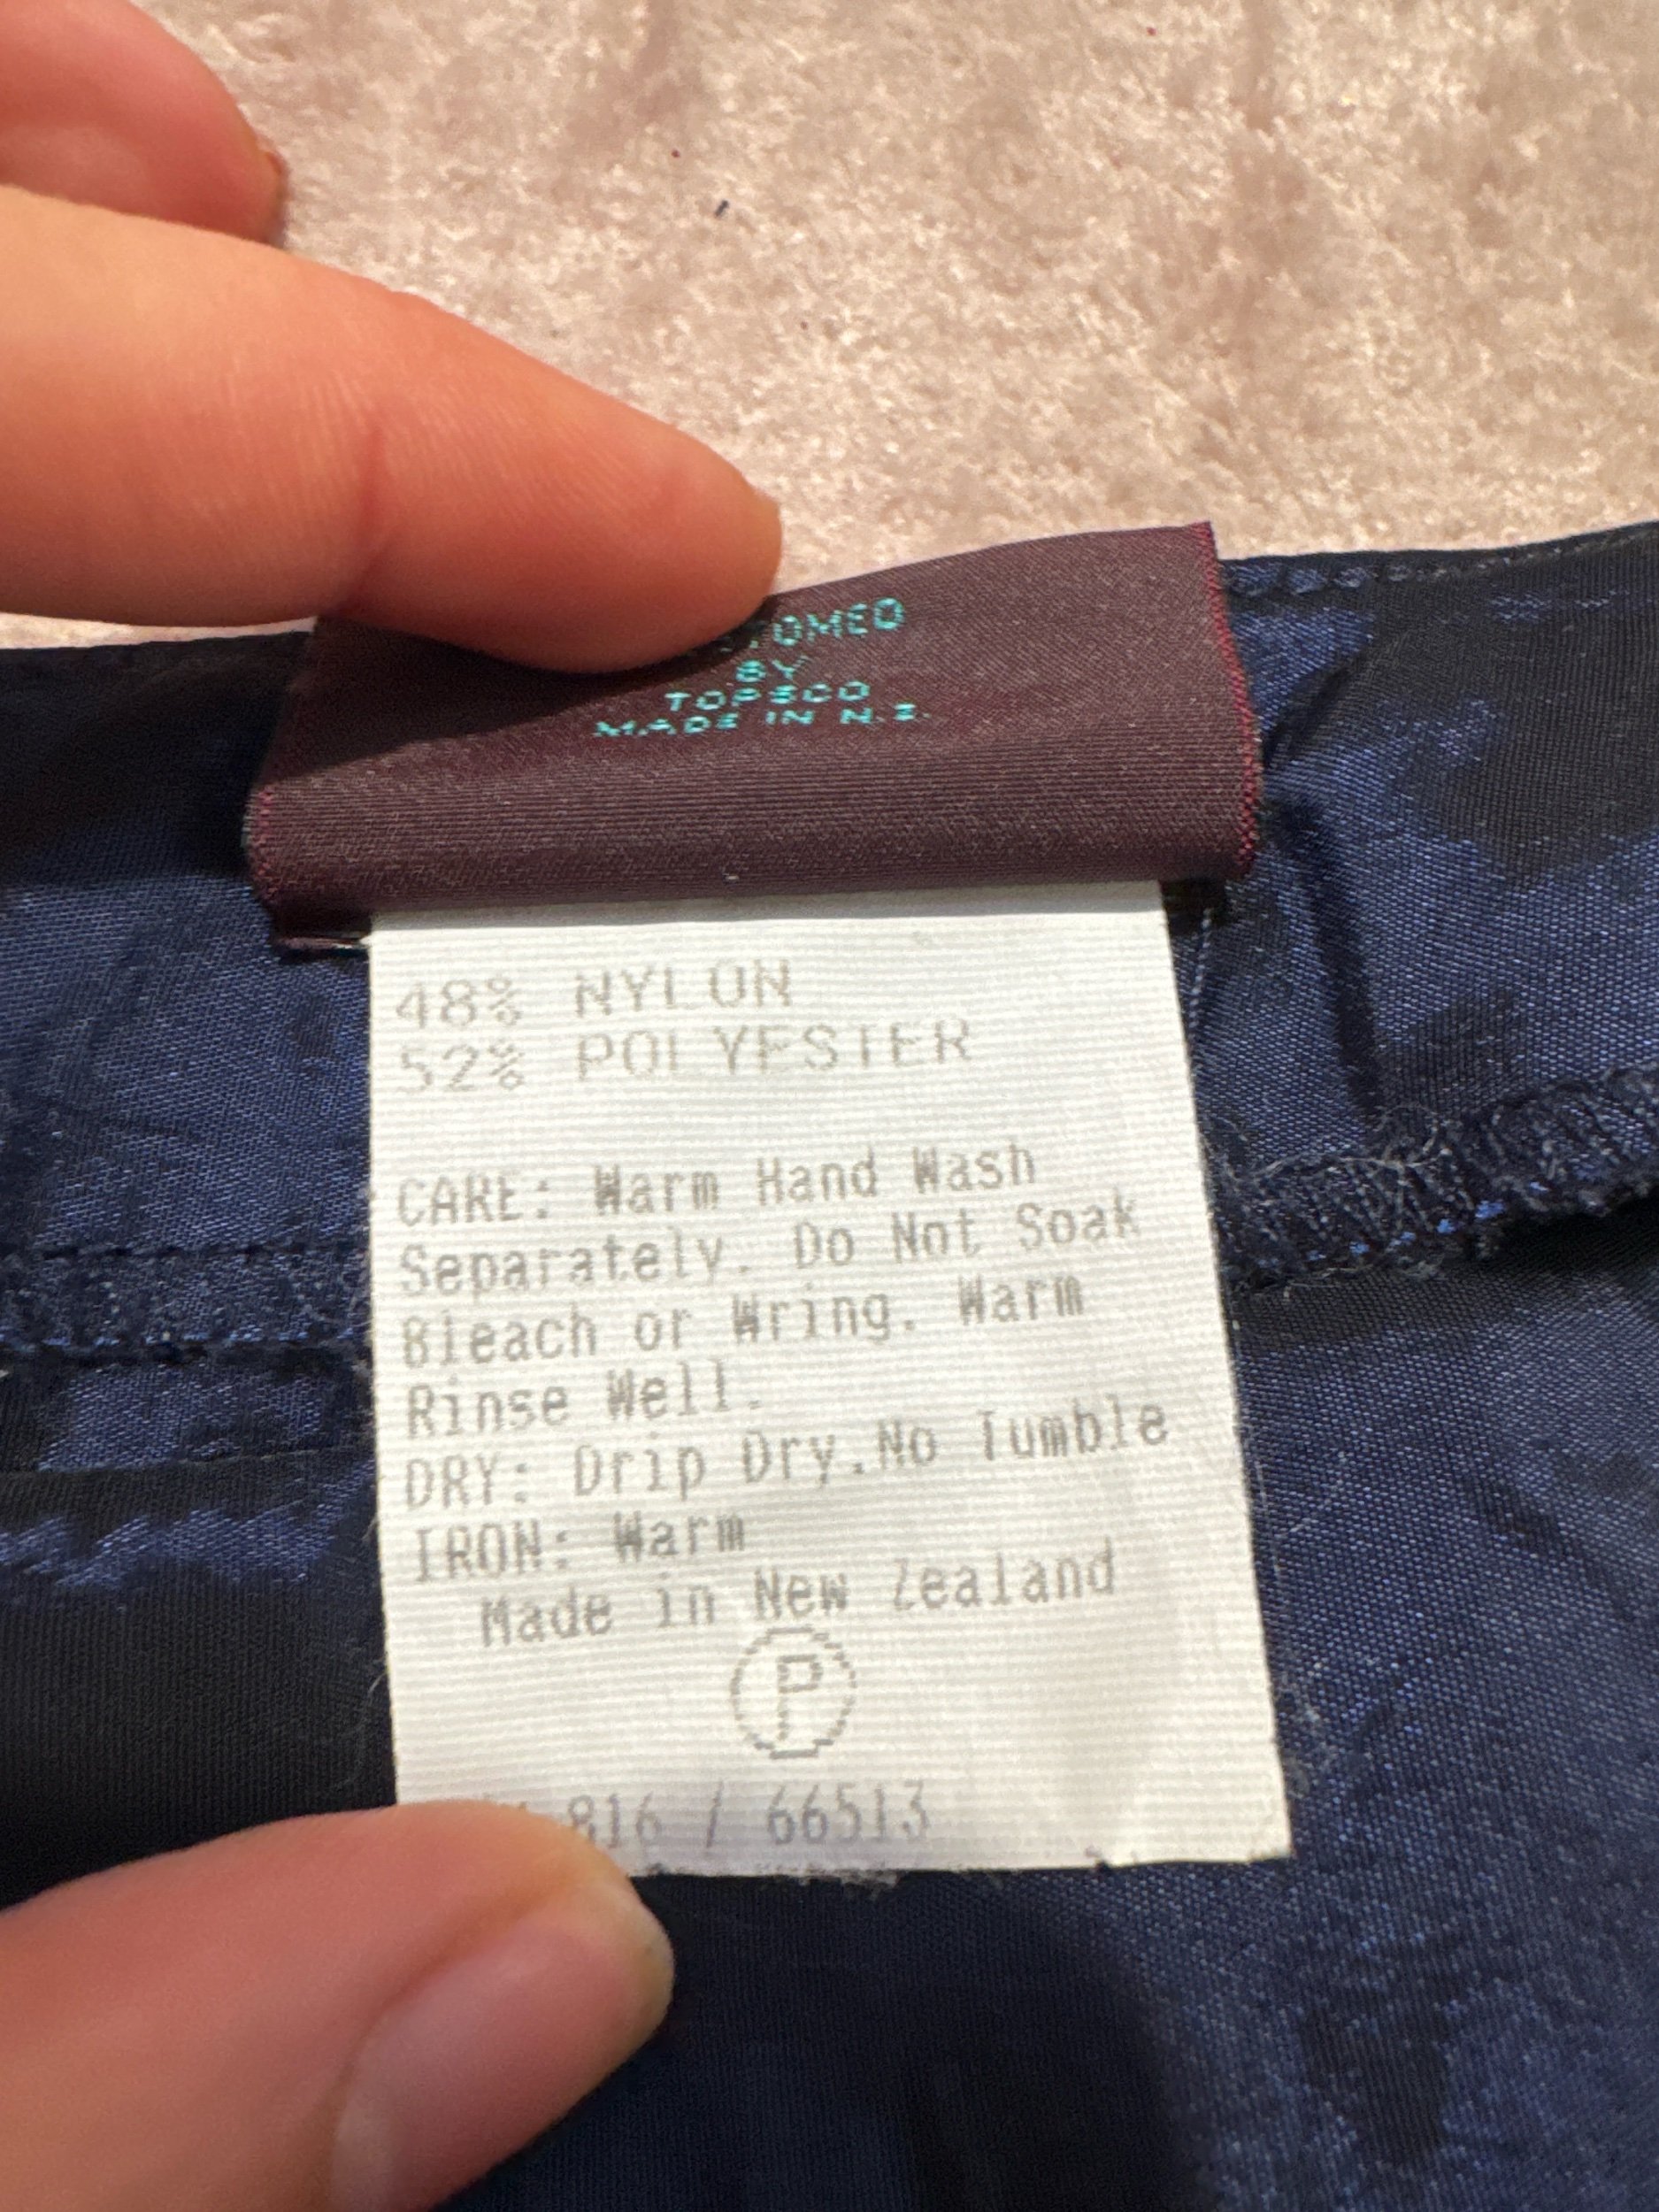 BY
TOPSCO
MADE IN N.Z.
48% NYLON
52% POLYESTER
CARE: Warm Hand Wash
Separately. Do Not Soak
Bleach or Wring. Warm
Rinse Well.
DRY: Drip Dry.No Tumble
IRON: Warm
Made in New Zealand
P
816 / 66513